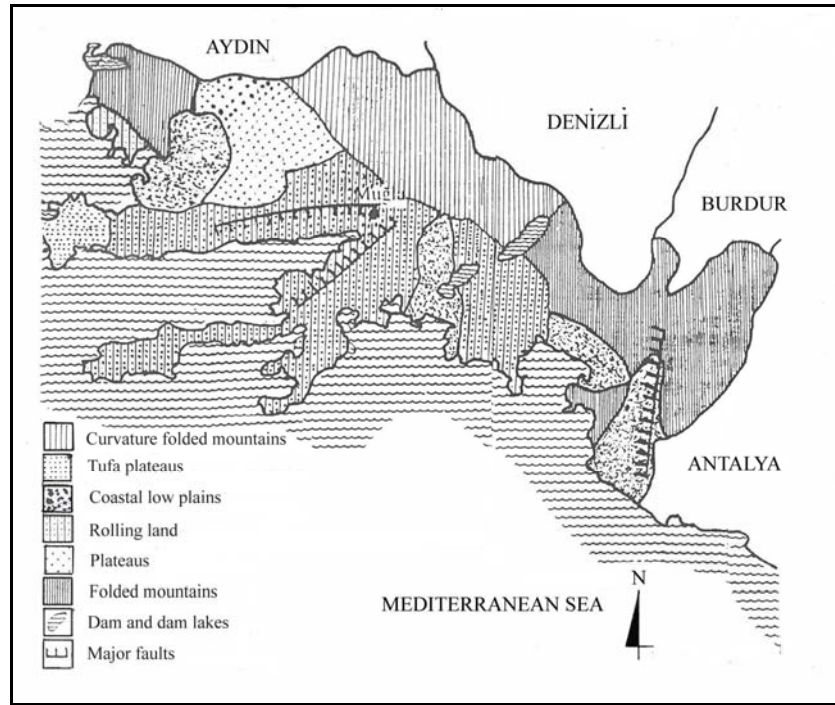 AYDIN
DENİZLİ
BURDUR
Muğla
ANTALYA
MEDITERRANEAN SEA
N
Curvature folded mountains
Tufa plateaus
Coastal low plains
Rolling land
Plateaus
Folded mountains
Dam and dam lakes
Major faults